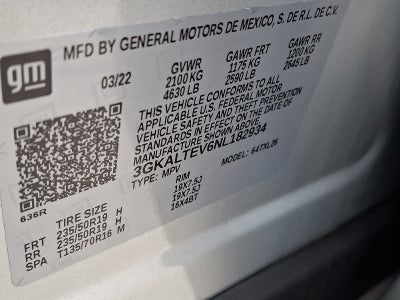 gm
MFD BY GENERAL MOTORS DE MEXICO, S. DE R.L. DE C.V.
03/22 GVWR GAWR FRT GAWR RR
2100 KG 1175 KG 1200 KG
4630 LB 2590 LB 2645 LB
THIS VEHICLE CONFORMS TO ALL
APPLICABLE U.S. FEDERAL MOTOR
VEHICLE SAFETY AND THEFT PREVENTION
STANDARDS IN EFFECT ON THE DATE OF
MANUFACTURE SHOWN ABOVE.
3GKALTEV6NL182934
TYPE: MPV MODEL: 64TXL26
636R
TIRE SIZE RIM
FRT 235/50R19 H 19X7.5J
RR 235/50R19 H 19X7.5J
SPA T135/70R16 M 16X4BT